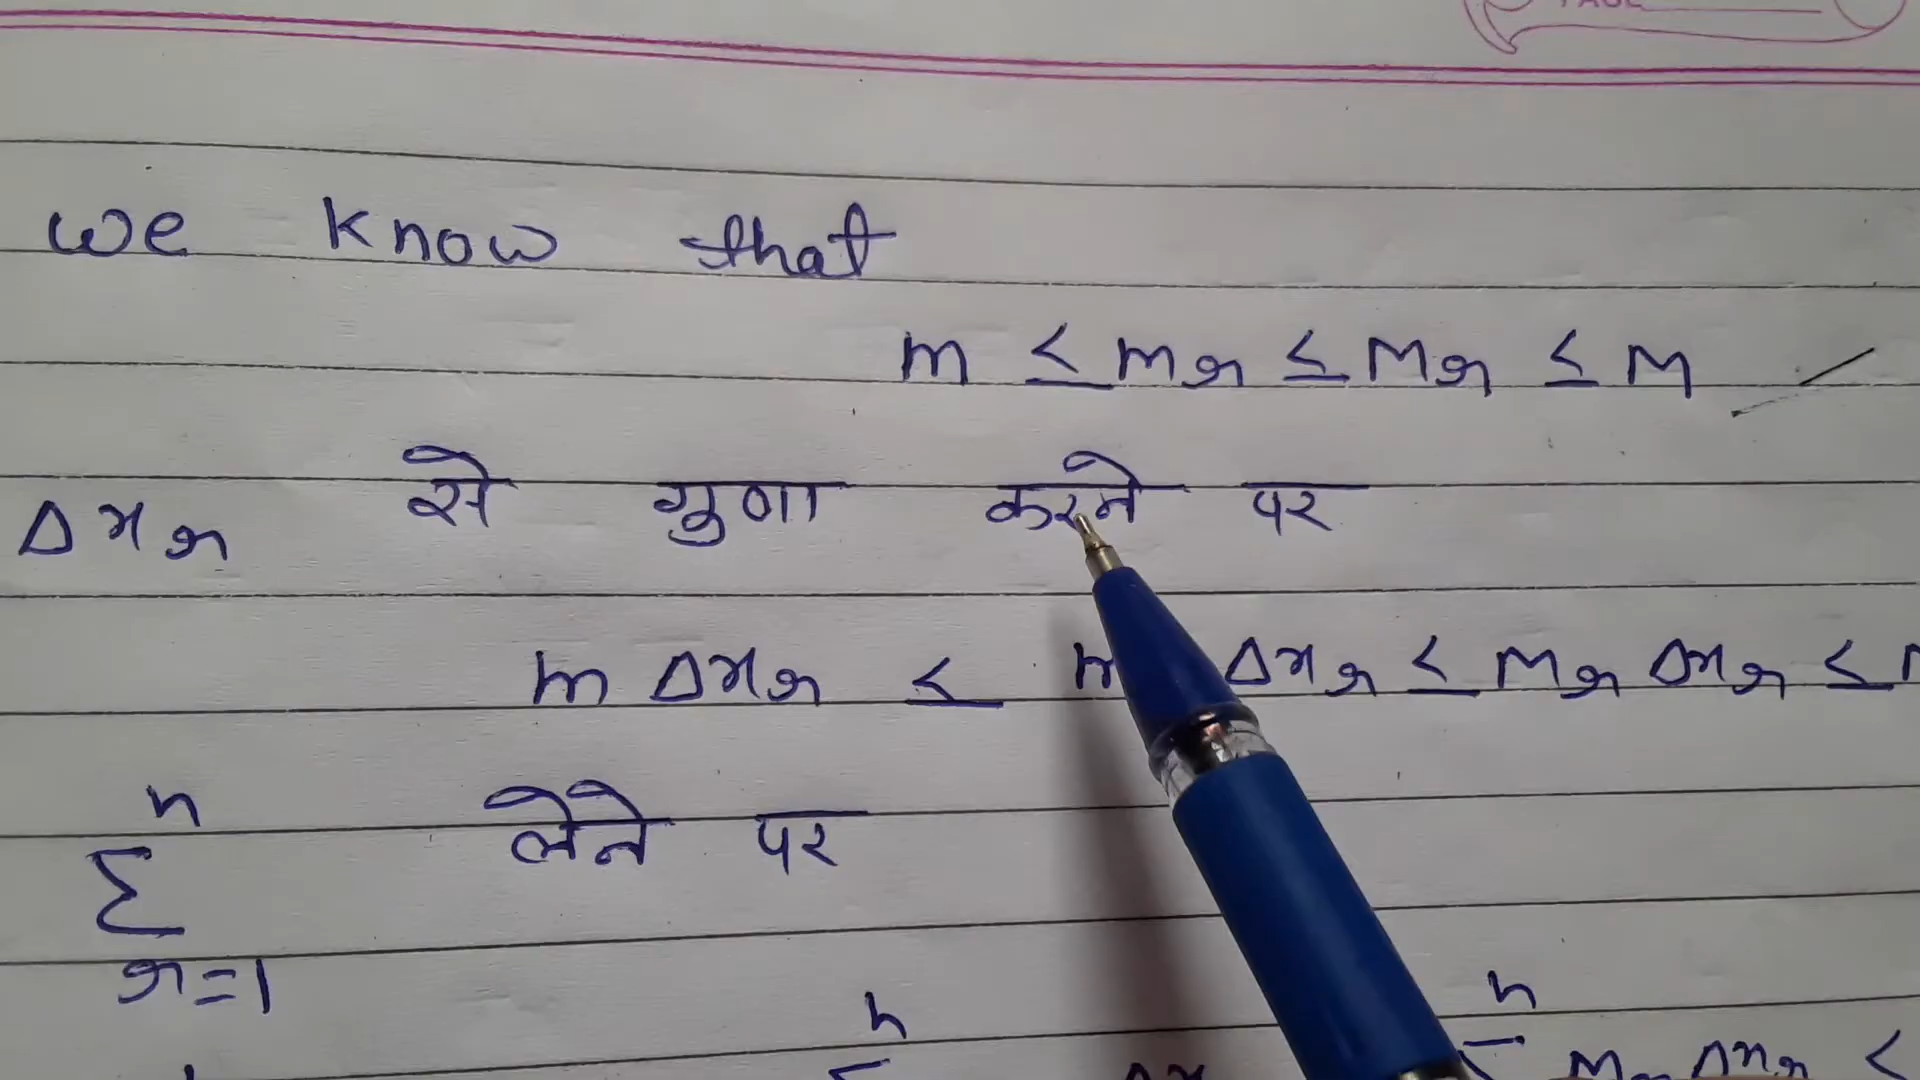 we know that
m ≤ mr ≤ Mr ≤ M
Δxr से गुणा करने पर
m Δxr ≤ m Δxr ≤ Mr Δxr ≤
n
Σ लेने पर
r=1
n n
Mr Δxr ≤